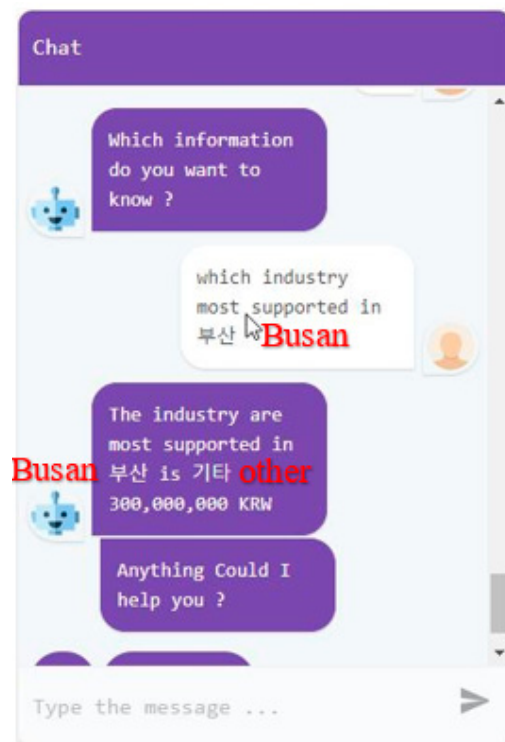 Chat
Which information
do you want to
know ?
which industry
most supported in
부산 Busan
The industry are
most supported in
Busan 부산 is 기타 other
300,000,000 KRW
Anything Could I
help you ?
Type the message ...